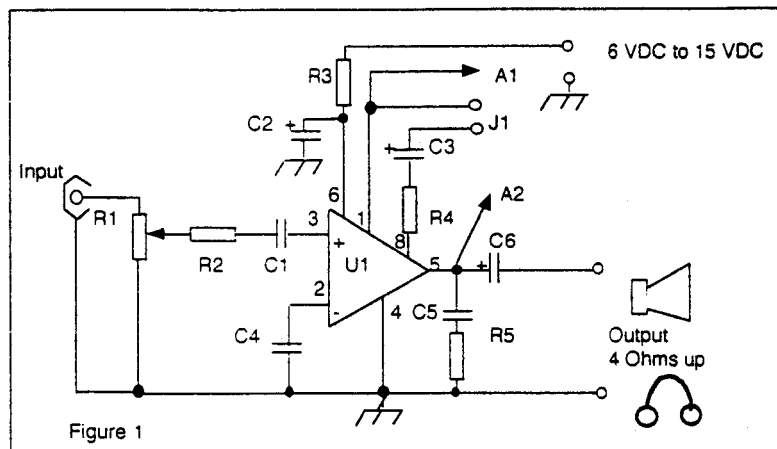 6 VDC to 15 VDC
R3
A1
C2
+
J1
+
C3
Input
6
1
R4
A2
R1
3
8
C6
+
U1
5
+
R2
C1
2
-
4
C5
C4
R5
Output
4 Ohms up
Figure 1